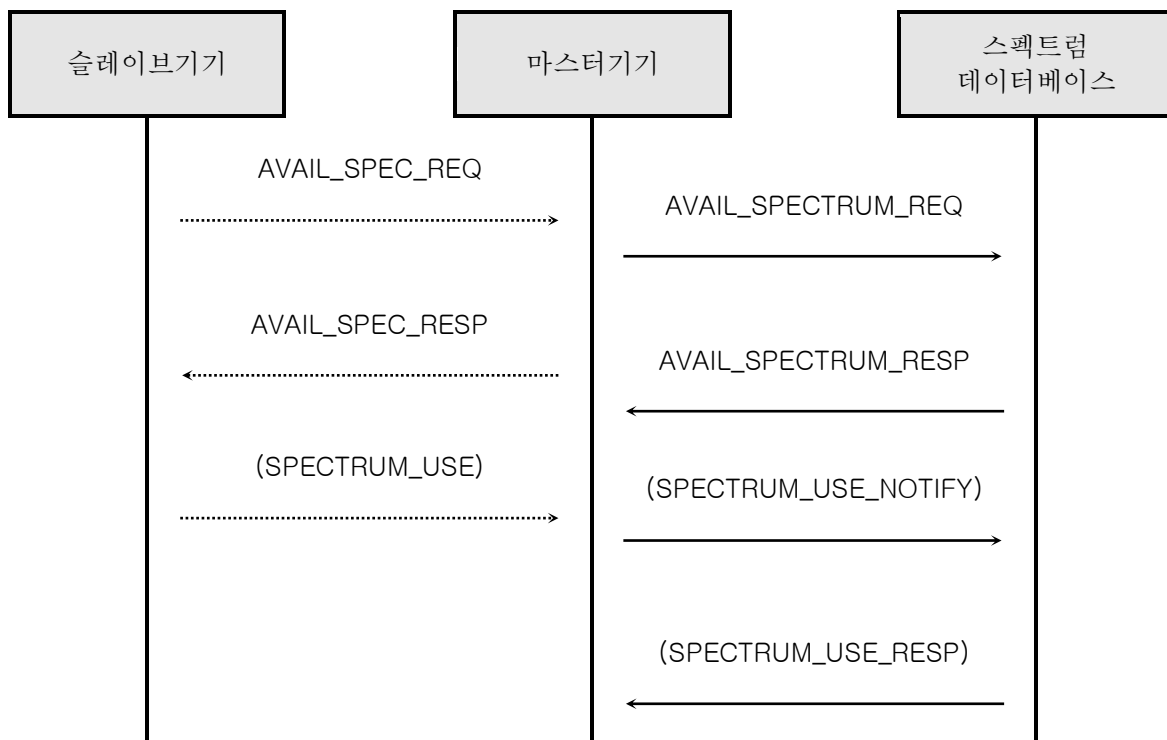 슬레이브기기
마스터기기
스펙트럼
데이터베이스
AVAIL_SPEC_REQ
AVAIL_SPECTRUM_REQ
AVAIL_SPEC_RESP
AVAIL_SPECTRUM_RESP
(SPECTRUM_USE)
(SPECTRUM_USE_NOTIFY)
(SPECTRUM_USE_RESP)